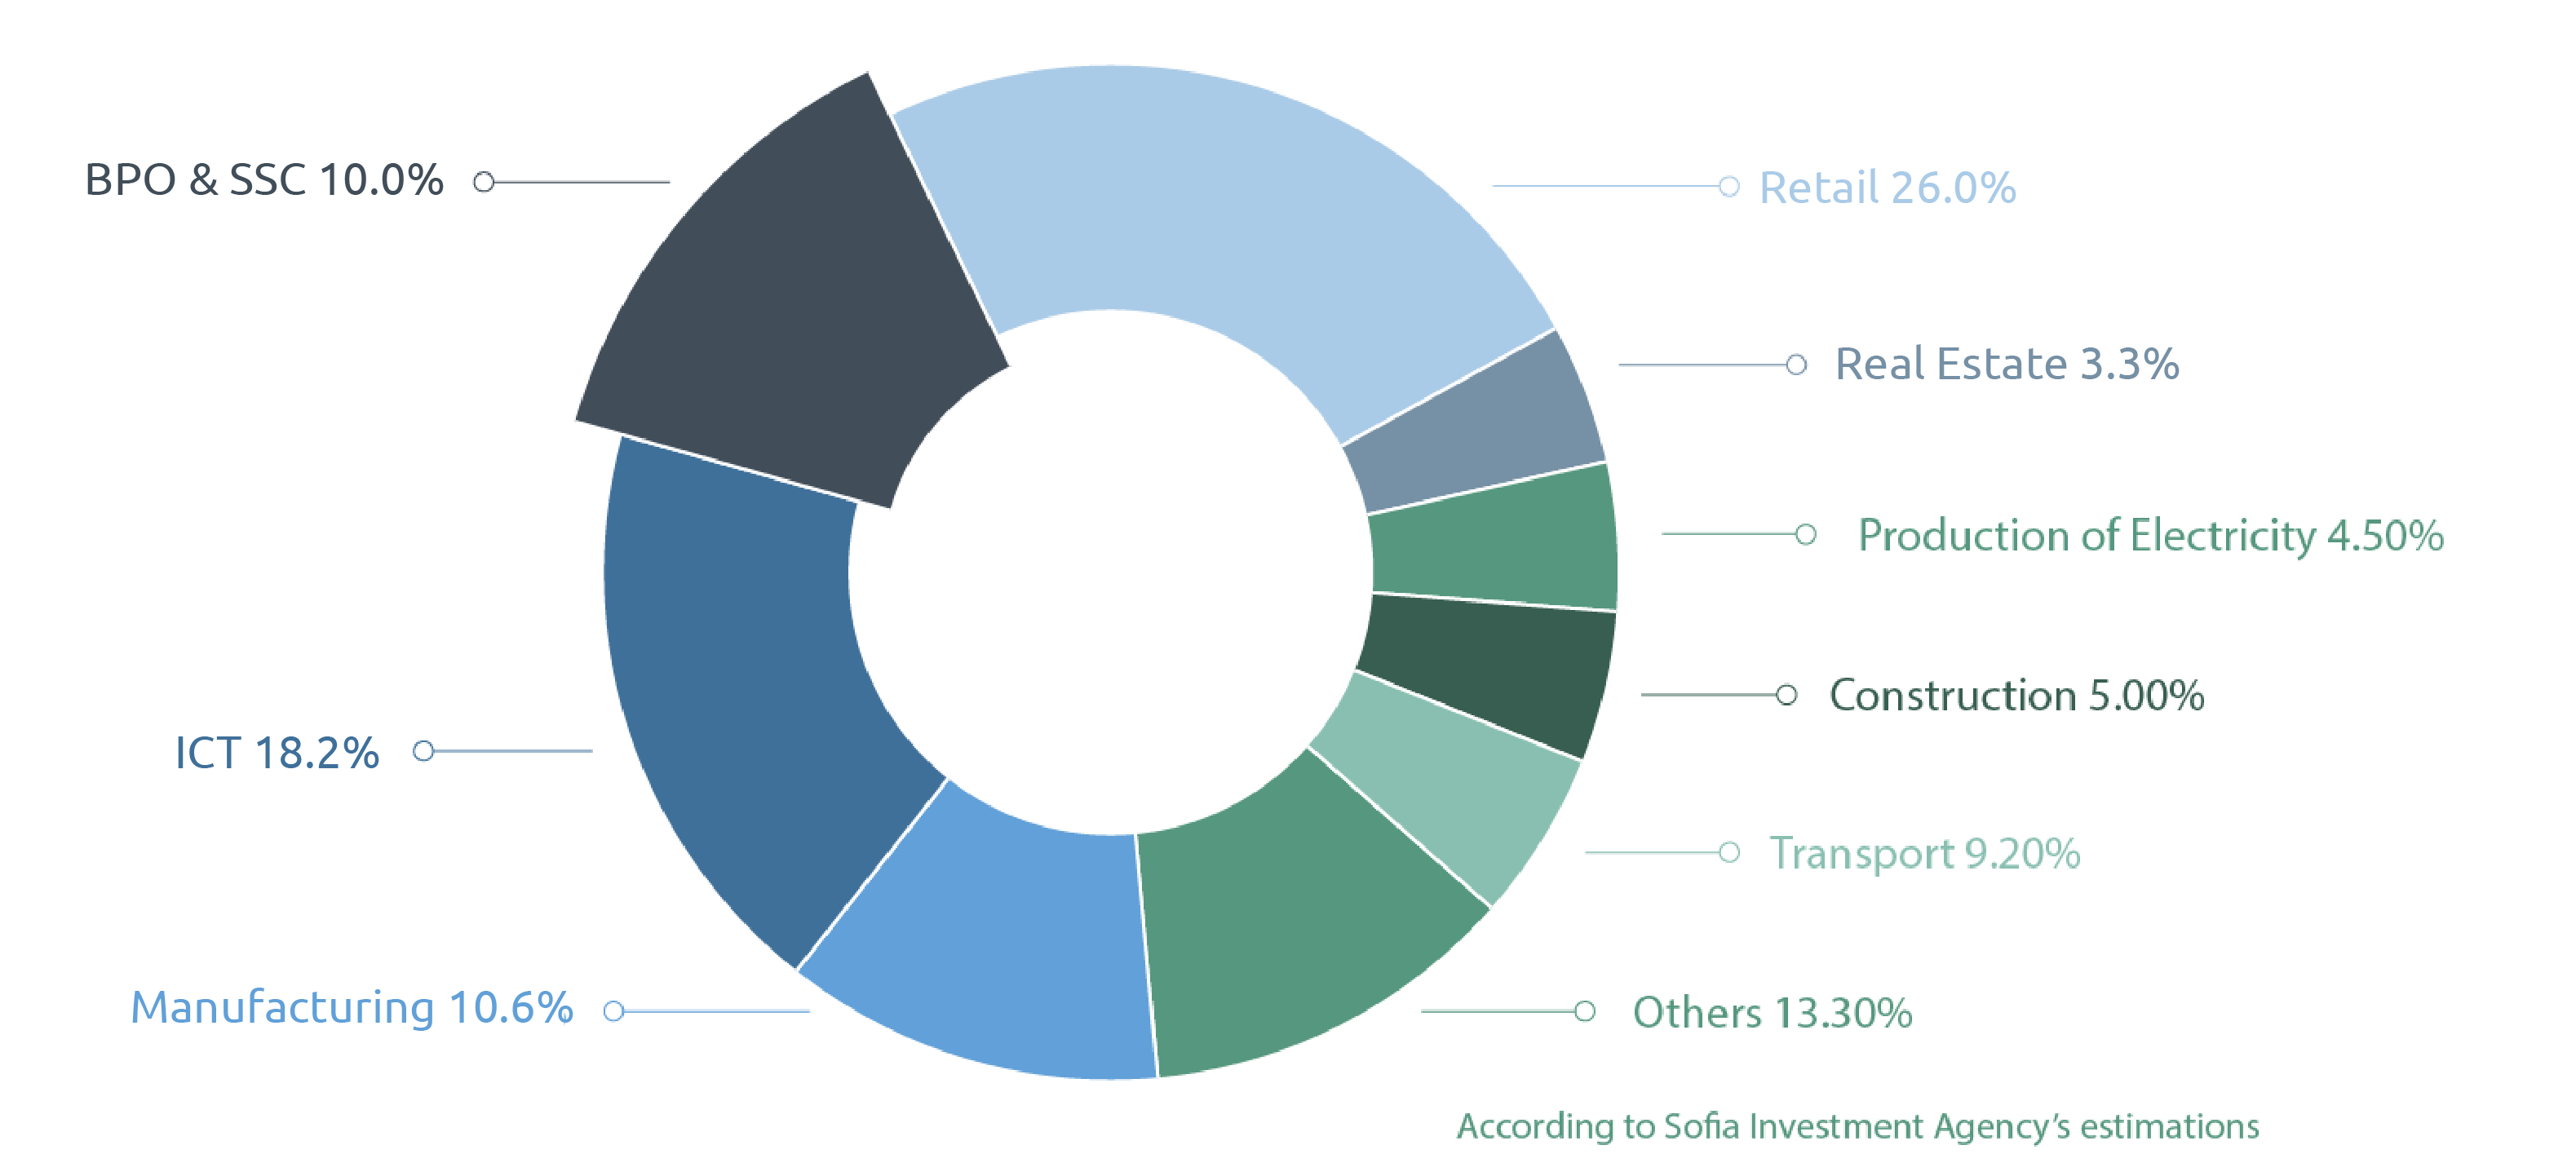 BPO & SSC 10.0%
Retail 26.0%
Real Estate 3.3%
Production of Electricity 4.50%
Construction 5.00%
ICT 18.2%
Transport 9.20%
Manufacturing 10.6%
Others 13.30%
According to Sofia Investment Agency’s estimations